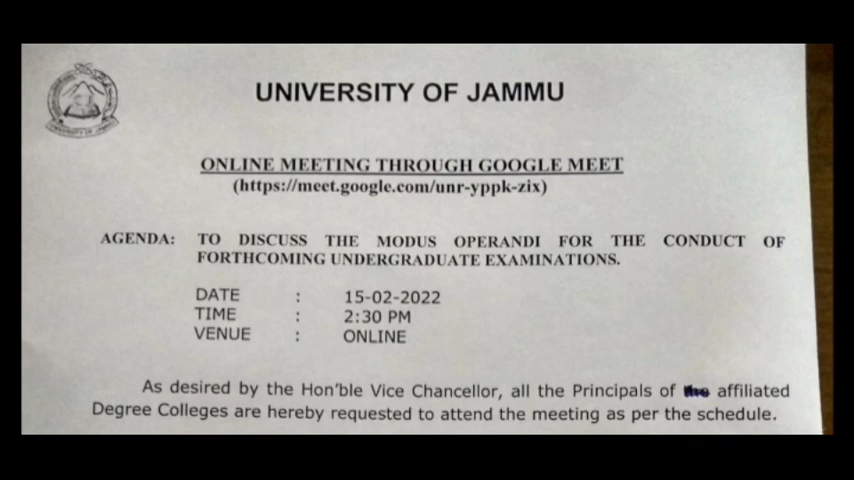 UNIVERSITY OF JAMMU
UNIVERSITY OF JAMMU
ONLINE MEETING THROUGH GOOGLE MEET
(https://meet.google.com/unr-yppk-zix)
AGENDA: TO DISCUSS THE MODUS OPERANDI FOR THE CONDUCT OF
FORTHCOMING UNDERGRADUATE EXAMINATIONS.
DATE : 15-02-2022
TIME : 2:30 PM
VENUE : ONLINE
As desired by the Hon'ble Vice Chancellor, all the Principals of affiliated
Degree Colleges are hereby requested to attend the meeting as per the schedule.